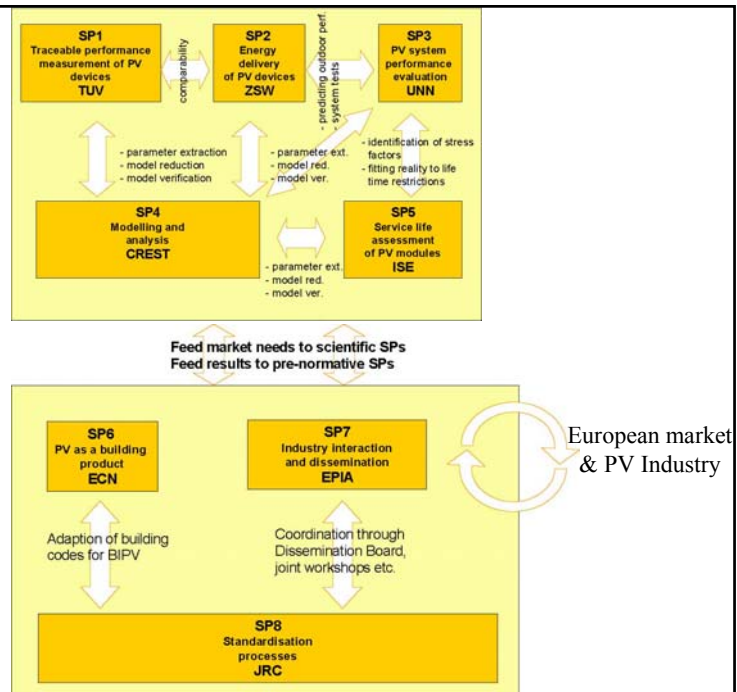 SP1
Traceable performance
measurement of PV
devices
TUV
comparability
SP2
Energy
delivery
of PV devices
ZSW
- predicting outdoor perf.
- system tests
SP3
PV system
performance
evaluation
UNN
- parameter extraction
- model reduction
- model verification
- parameter ext.
- model red.
- model ver.
- identification of stress
factors
- fitting reality to life
time restrictions
SP4
Modelling and
analysis
CREST
- parameter ext.
- model red.
- model ver.
SP5
Service life
assessment
of PV modules
ISE
Feed market needs to scientific SPs
Feed results to pre-normative SPs
SP6
PV as a building
product
ECN
SP7
Industry interaction
and dissemination
EPIA
European market
& PV Industry
Adaption of building
codes for BIPV
Coordination through
Dissemination Board,
joint workshops etc.
SP8
Standardisation
processes
JRC